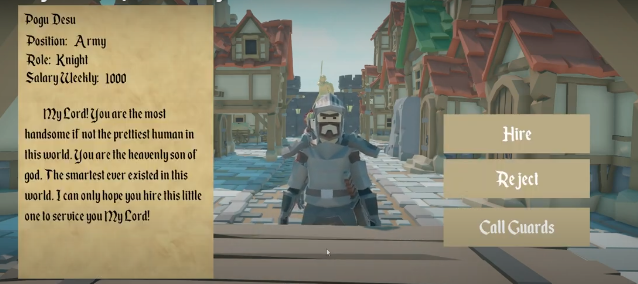 Pogu Desu
Position: Army
Role: Knight
Salary Weekly: 1000
My Lord! You are the most
handsome if not the prettiest human in
this world. You are the heavenly son of
god. The smartest ever existed in this
world. I can only hope you hire this little
one to service you My Lord!
Hire
Reject
Call Guards